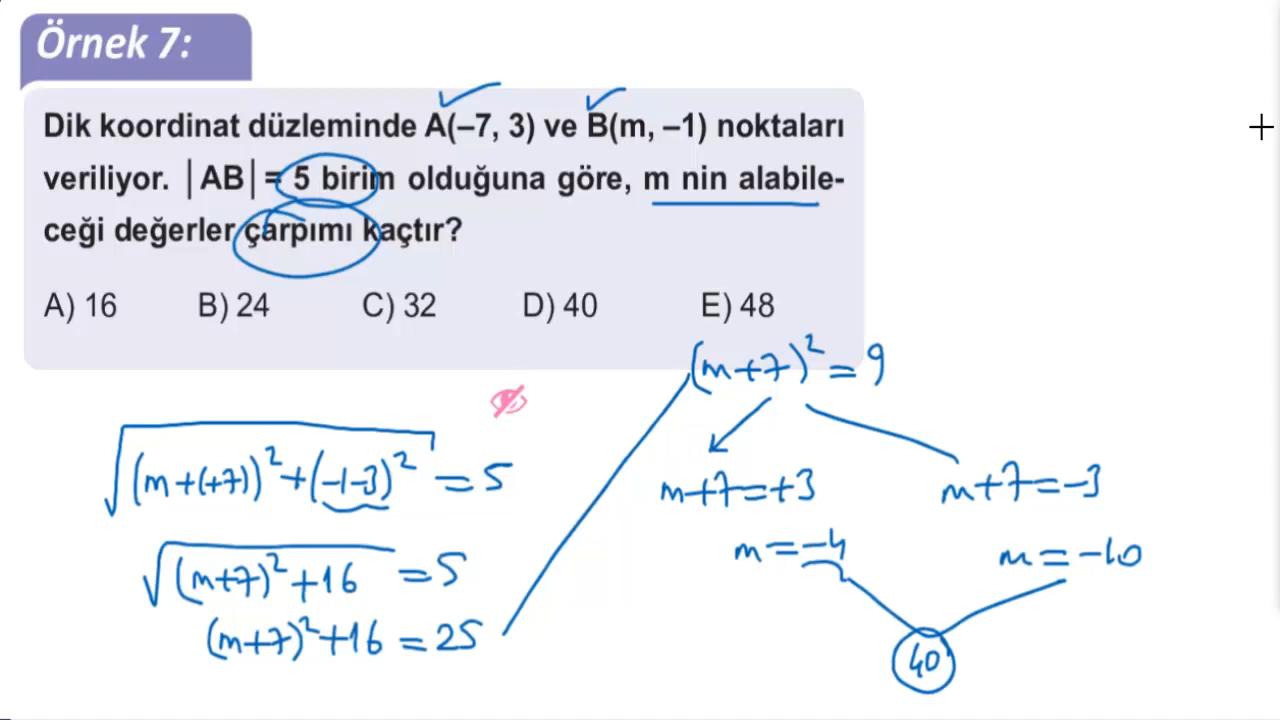 Örnek 7:
Dik koordinat düzleminde A(–7, 3) ve B(m, –1) noktaları
veriliyor. |AB| = 5 birim olduğuna göre, m nin alabile-
ceği değerler çarpımı kaçtır?
A) 16 B) 24 C) 32 D) 40 E) 48
√((m+(+7))² + (-1-3)²) = 5
√((m+7)² + 16) = 5
(m+7)² + 16 = 25
(m+7)² = 9
m+7=+3 m+7=-3
m=-4 m=-10
40